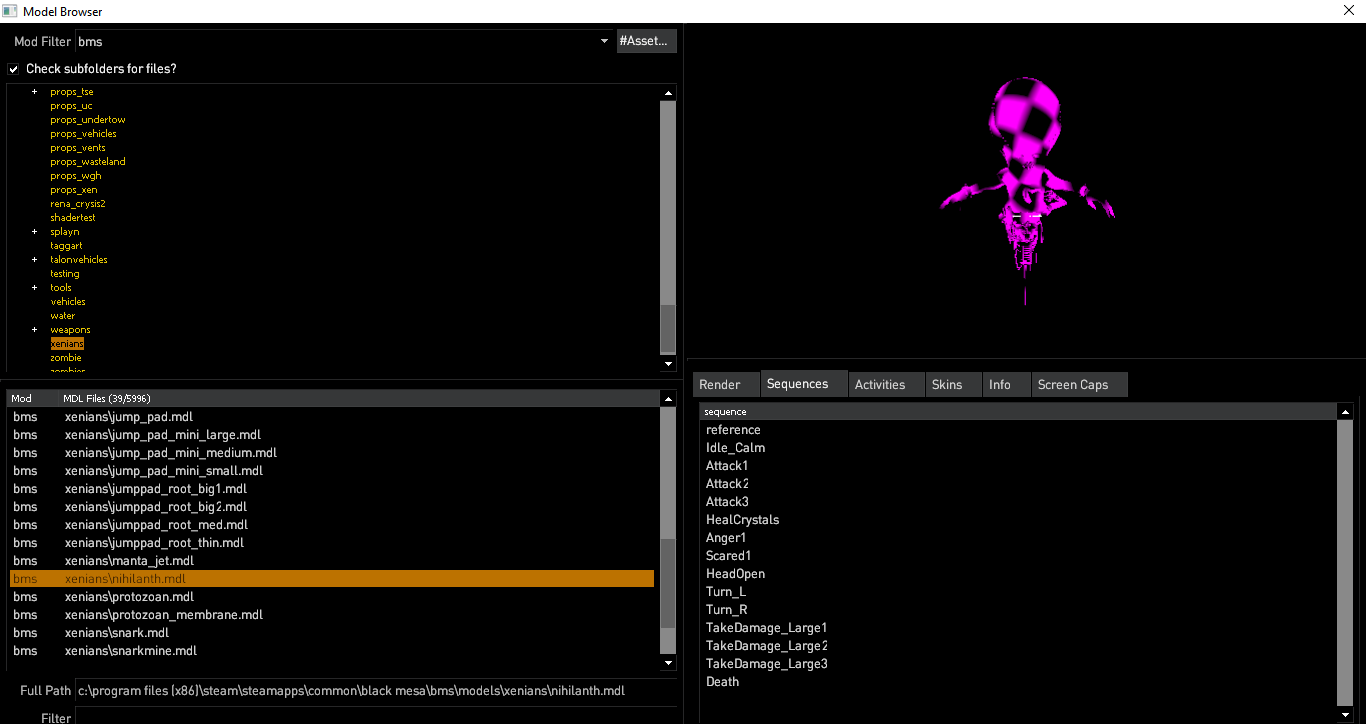 Model Browser
Mod Filter bms #Asset...
Check subfolders for files?
props_tse
props_uc
props_undertow
props_vehicles
props_vents
props_wasteland
props_wgh
props_xen
rena_crysis2
shadertest
splayn
taggart
talonvehicles
testing
tools
vehicles
water
weapons
xenians
zombie
zombies
Mod MDL Files (39/5996)
bms xenians\jump_pad.mdl
bms xenians\jump_pad_mini_large.mdl
bms xenians\jump_pad_mini_medium.mdl
bms xenians\jump_pad_mini_small.mdl
bms xenians\jumppad_root_big1.mdl
bms xenians\jumppad_root_big2.mdl
bms xenians\jumppad_root_med.mdl
bms xenians\jumppad_root_thin.mdl
bms xenians\manta_jet.mdl
bms xenians\nihilanth.mdl
bms xenians\protozoan.mdl
bms xenians\protozoan_membrane.mdl
bms xenians\snark.mdl
bms xenians\snarkmine.mdl
Full Path c:\program files (x86)\steam\steamapps\common\black mesa\bms\models\xenians\nihilanth.mdl
Filter
Render Sequences Activities Skins Info Screen Caps
sequence
reference
Idle_Calm
Attack1
Attack2
Attack3
HealCrystals
Anger1
Scared1
HeadOpen
Turn_L
Turn_R
TakeDamage_Large1
TakeDamage_Large2
TakeDamage_Large3
Death